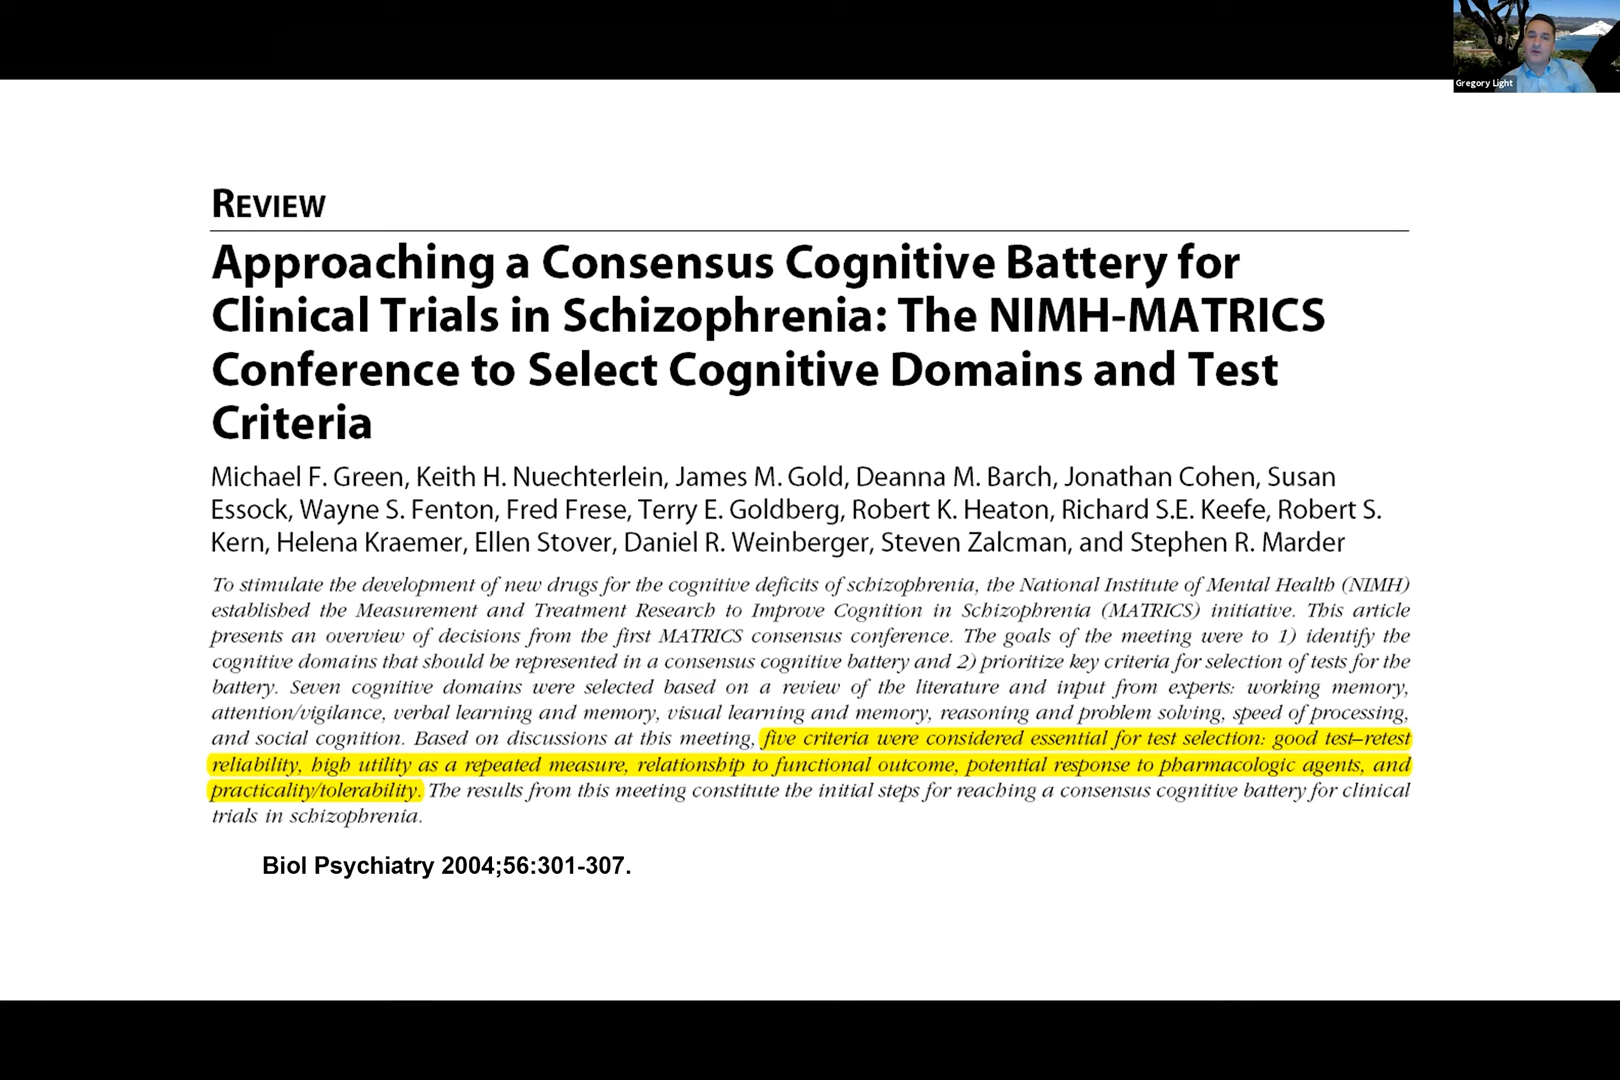 Gregory Light
REVIEW
Approaching a Consensus Cognitive Battery for
Clinical Trials in Schizophrenia: The NIMH-MATRICS
Conference to Select Cognitive Domains and Test
Criteria
Michael F. Green, Keith H. Nuechterlein, James M. Gold, Deanna M. Barch, Jonathan Cohen, Susan
Essock, Wayne S. Fenton, Fred Frese, Terry E. Goldberg, Robert K. Heaton, Richard S.E. Keefe, Robert S.
Kern, Helena Kraemer, Ellen Stover, Daniel R. Weinberger, Steven Zalcman, and Stephen R. Marder
To stimulate the development of new drugs for the cognitive deficits of schizophrenia, the National Institute of Mental Health (NIMH)
established the Measurement and Treatment Research to Improve Cognition in Schizophrenia (MATRICS) initiative. This article
presents an overview of decisions from the first MATRICS consensus conference. The goals of the meeting were to 1) identify the
cognitive domains that should be represented in a consensus cognitive battery and 2) prioritize key criteria for selection of tests for the
battery. Seven cognitive domains were selected based on a review of the literature and input from experts: working memory,
attention/vigilance, verbal learning and memory, visual learning and memory, reasoning and problem solving, speed of processing,
and social cognition. Based on discussions at this meeting, five criteria were considered essential for test selection: good test–retest
reliability, high utility as a repeated measure, relationship to functional outcome, potential response to pharmacologic agents, and
practicality/tolerability. The results from this meeting constitute the initial steps for reaching a consensus cognitive battery for clinical
trials in schizophrenia.
Biol Psychiatry 2004;56:301-307.